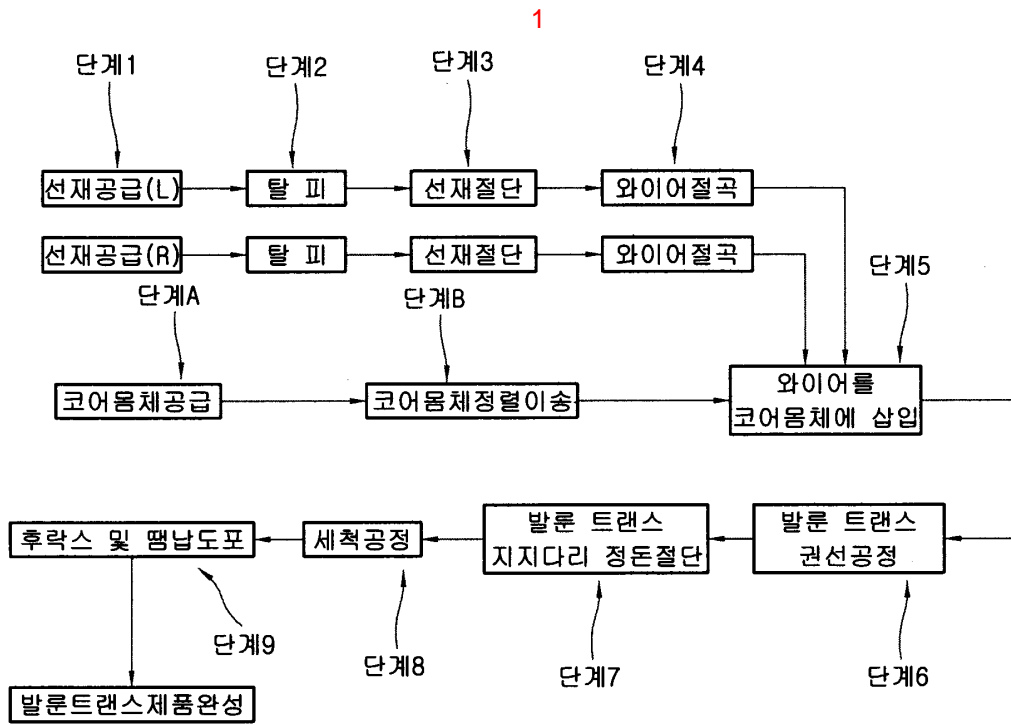 1
단계1
단계2
단계3
단계4
선재공급(L)
탈 피
선재절단
와이어절곡
선재공급(R)
탈 피
선재절단
와이어절곡
단계A
단계B
단계5
코어몸체공급
코어몸체정렬이송
와이어를
코어몸체에 삽입
후락스 및 땜납도포
세척공정
발룬 트랜스
지지다리 정돈절단
발룬 트랜스
권선공정
단계9
단계8
단계7
단계6
발룬트랜스제품완성